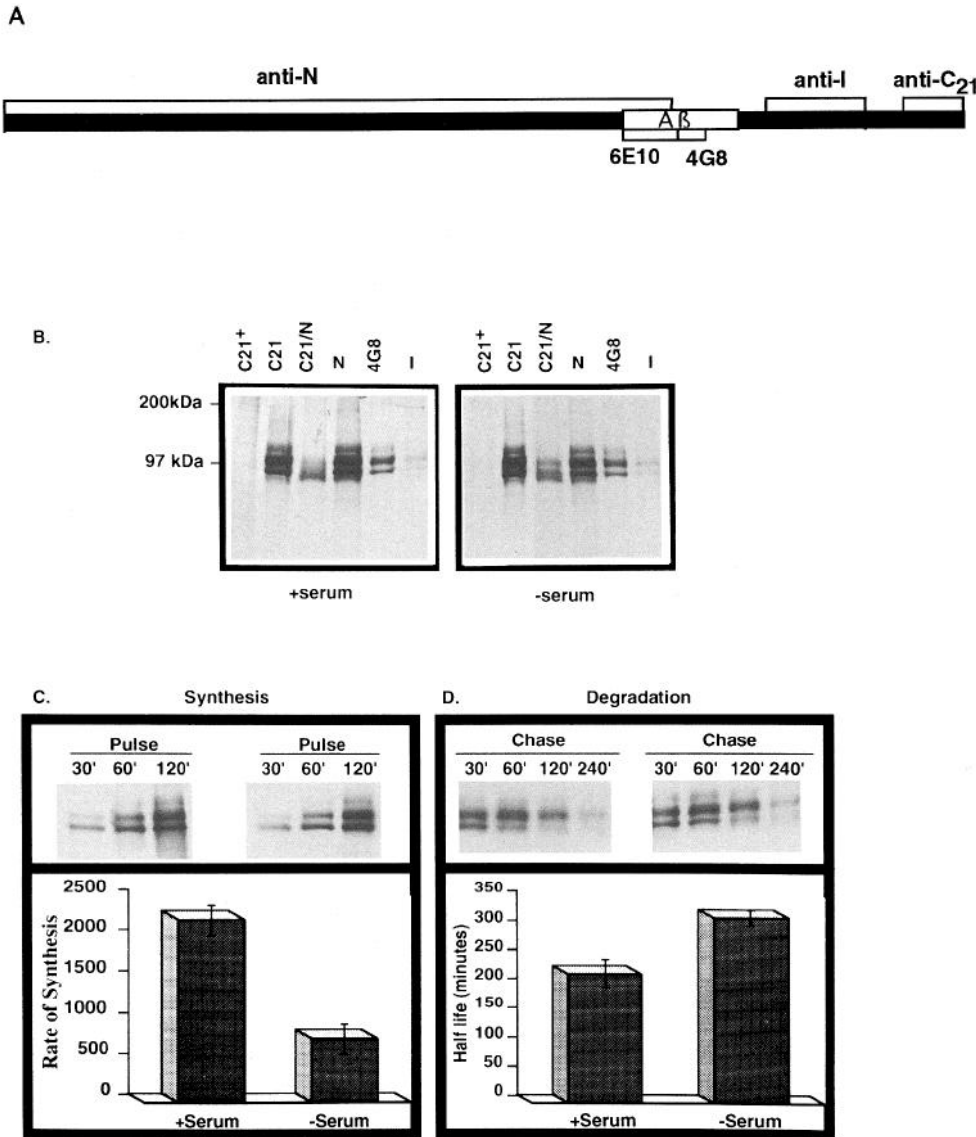 A
anti-N anti-I anti-C21
Aβ
6E10 4G8
B.
C21+ C21 C21/N N 4G8 I C21+ C21 C21/N N 4G8 I
200kDa
97 kDa
+serum -serum
C. Synthesis
Pulse Pulse
30' 60' 120' 30' 60' 120'
Rate of Synthesis
2500
2000
1500
1000
500
0
+Serum -Serum
D. Degradation
Chase Chase
30' 60' 120' 240' 30' 60' 120' 240'
Half life (minutes)
350
300
250
200
150
100
50
0
+Serum -Serum